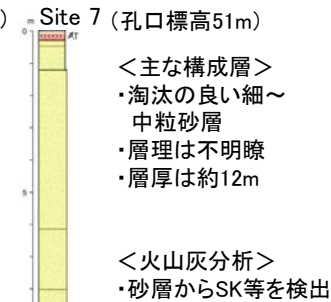 ) m Site 7 (孔口標高51m)
0
＜主な構成層＞
・淘汰の良い細～
中粒砂層
・層理は不明瞭
・層厚は約12m
5
＜火山灰分析＞
・砂層からSK等を検出